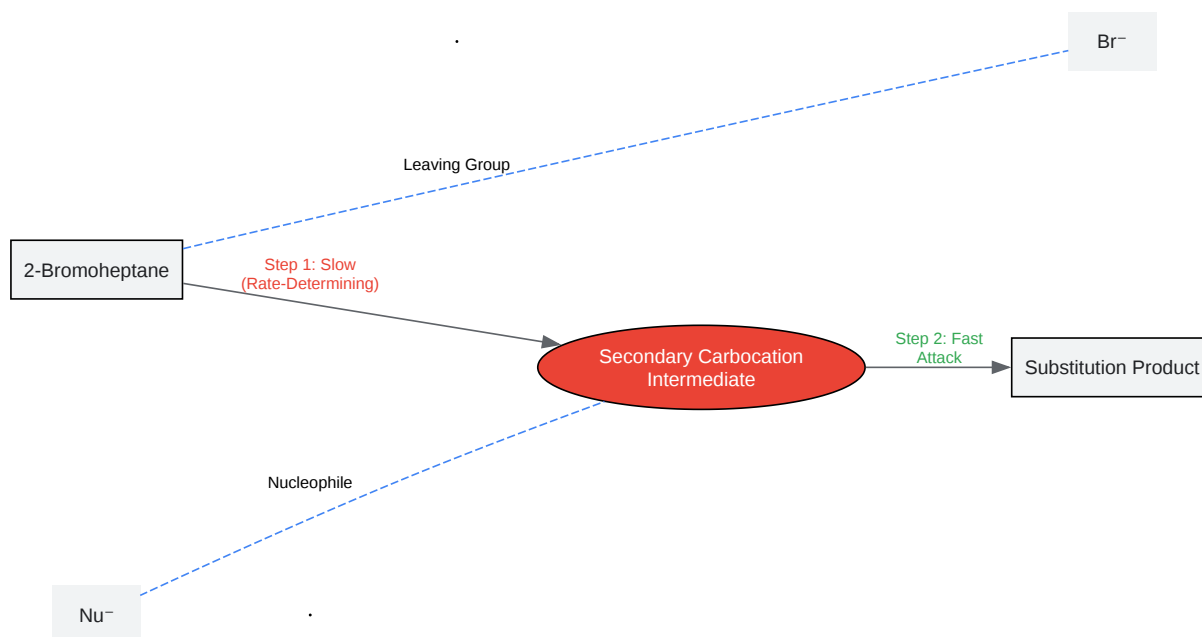 Br⁻
Leaving Group
2-Bromoheptane
Step 1: Slow
(Rate-Determining)
Secondary Carbocation
Intermediate
Step 2: Fast
Attack
Substitution Product
Nucleophile
Nu⁻